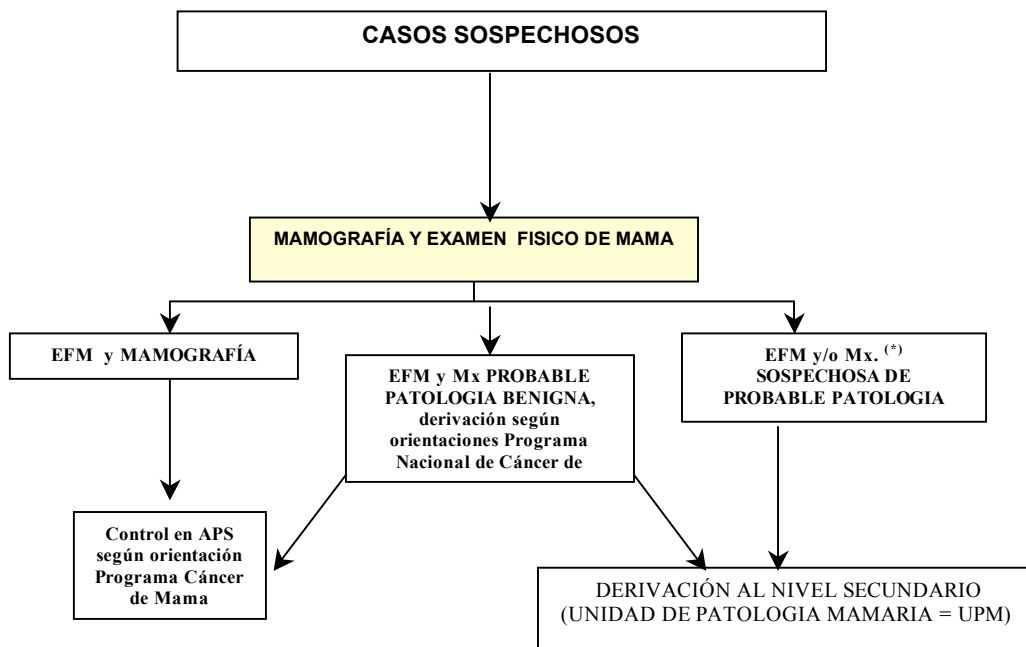 CASOS SOSPECHOSOS
MAMOGRAFÍA Y EXAMEN FISICO DE MAMA
EFM y MAMOGRAFÍA
EFM y Mx PROBABLE
PATOLOGIA BENIGNA,
derivación según
orientaciones Programa
Nacional de Cáncer de
EFM y/o Mx. (*)
SOSPECHOSA DE
PROBABLE PATOLOGIA
Control en APS
según orientación
Programa Cáncer
de Mama
DERIVACIÓN AL NIVEL SECUNDARIO
(UNIDAD DE PATOLOGIA MAMARIA = UPM)